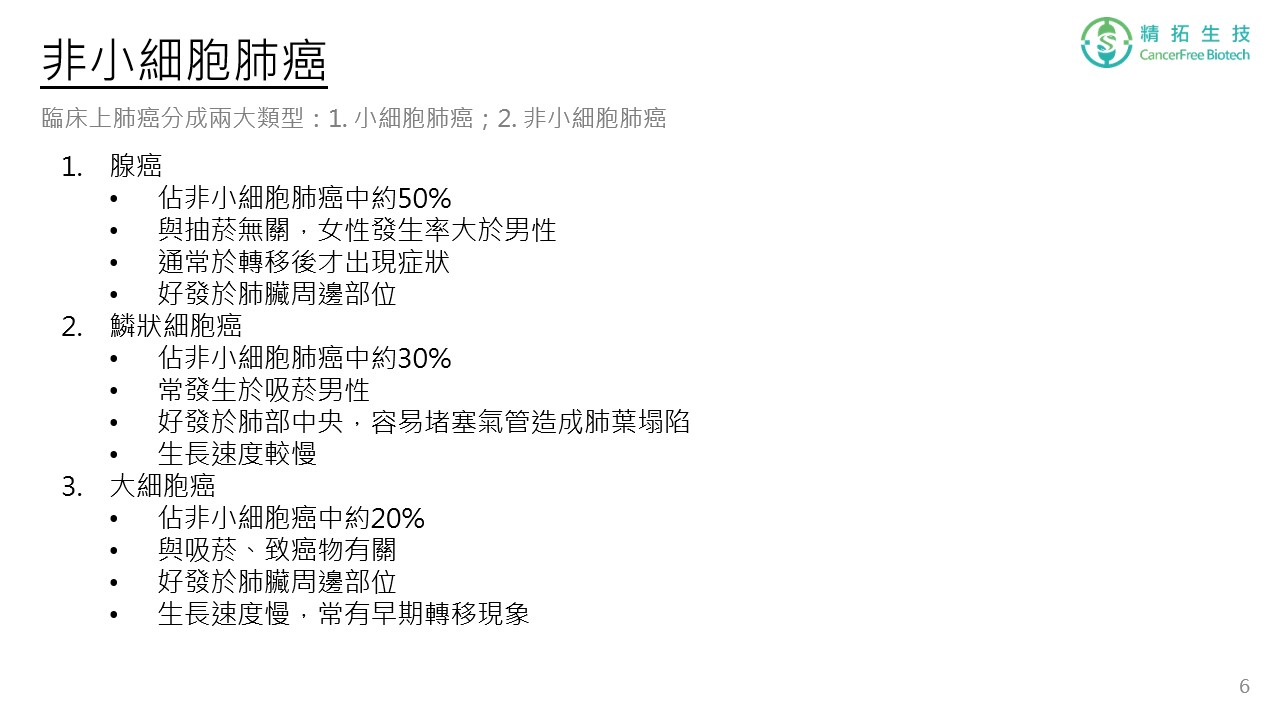 非小細胞肺癌
精拓生技
CancerFree Biotech
臨床上肺癌分成兩大類型：1. 小細胞肺癌；2. 非小細胞肺癌
1. 腺癌
• 佔非小細胞肺癌中約50%
• 與抽菸無關，女性發生率大於男性
• 通常於轉移後才出現症狀
• 好發於肺臟周邊部位
2. 鱗狀細胞癌
• 佔非小細胞肺癌中約30%
• 常發生於吸菸男性
• 好發於肺部中央，容易堵塞氣管造成肺葉塌陷
• 生長速度較慢
3. 大細胞癌
• 佔非小細胞癌中約20%
• 與吸菸、致癌物有關
• 好發於肺臟周邊部位
• 生長速度慢，常有早期轉移現象
6